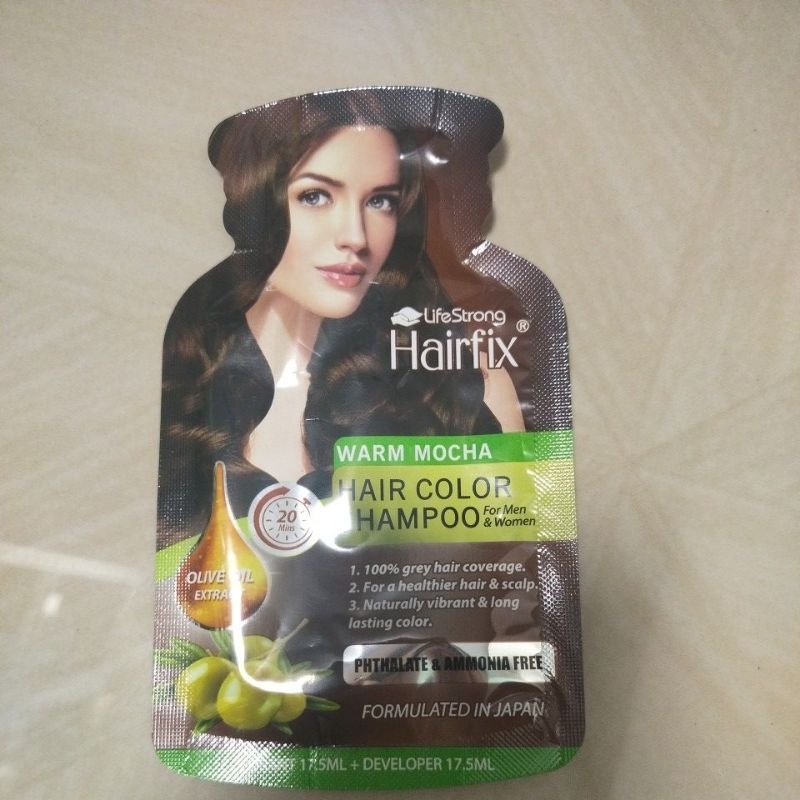 LifeStrong
Hairfix®
WARM MOCHA
HAIR COLOR
SHAMPOO For Men
& Women
20
Mins
1. 100% grey hair coverage.
2. For a healthier hair & scalp.
3. Naturally vibrant & long
lasting color.
OLIVE OIL
EXTRACT
PHTHALATE & AMMONIA FREE
FORMULATED IN JAPAN
17.5ML + DEVELOPER 17.5ML